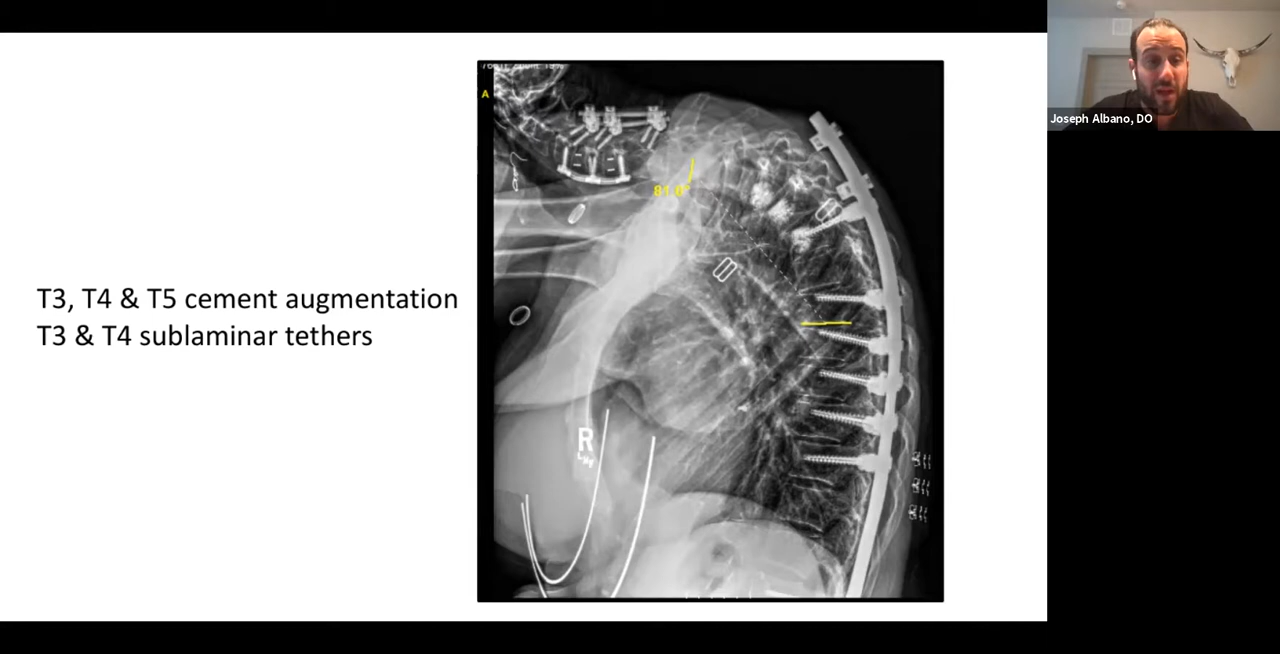 T3, T4 & T5 cement augmentation
T3 & T4 sublaminar tethers
A
81.0°
R
Joseph Albano, DO